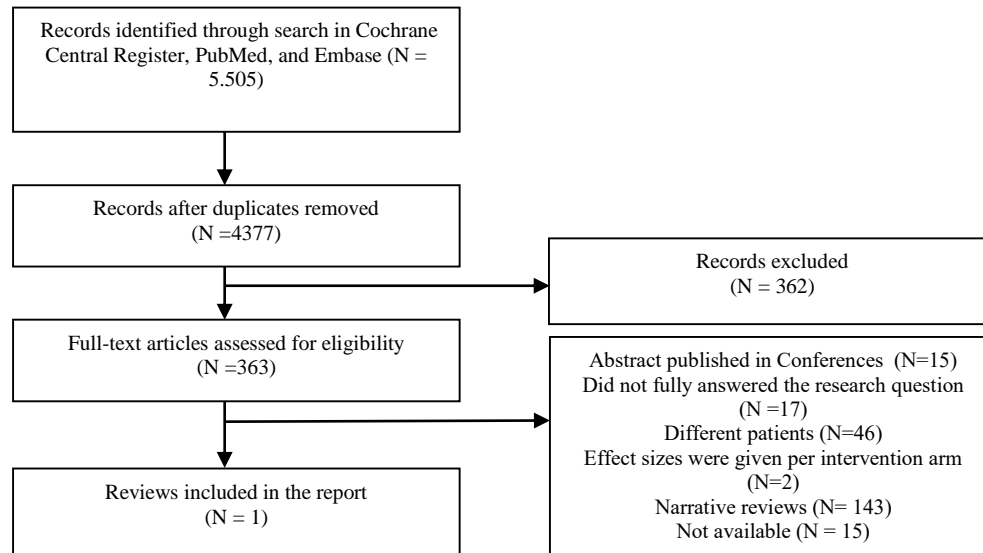 Records identified through search in Cochrane
Central Register, PubMed, and Embase (N =
5.505)
Records after duplicates removed
(N =4377)
Records excluded
(N = 362)
Full-text articles assessed for eligibility
(N =363)
Abstract published in Conferences (N=15)
Did not fully answered the research question
(N =17)
Different patients (N=46)
Effect sizes were given per intervention arm
(N=2)
Narrative reviews (N= 143)
Not available (N = 15)
Reviews included in the report
(N = 1)